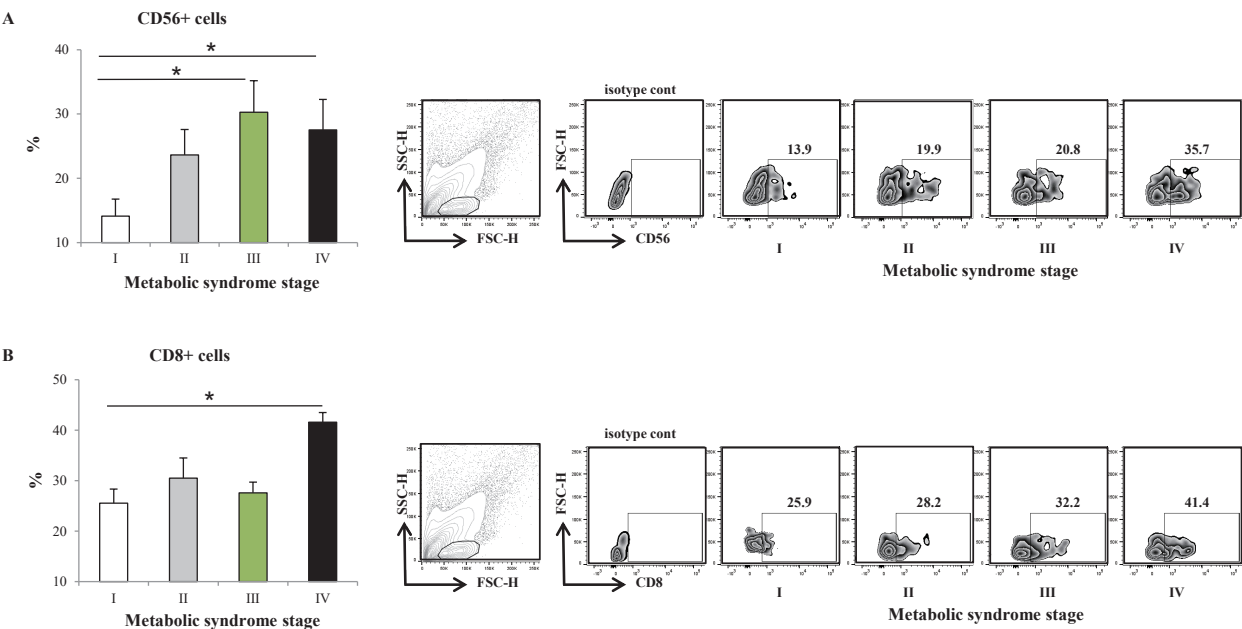 A
CD56+ cells
40
30
20
10
%
*
*
I II III IV
Metabolic syndrome stage
SSC-H
FSC-H
isotype cont
FSC-H
CD56
13.9
19.9
20.8
35.7
I II III IV
Metabolic syndrome stage
B
CD8+ cells
50
40
30
20
10
%
*
I II III IV
Metabolic syndrome stage
SSC-H
FSC-H
isotype cont
FSC-H
CD8
25.9
28.2
32.2
41.4
I II III IV
Metabolic syndrome stage